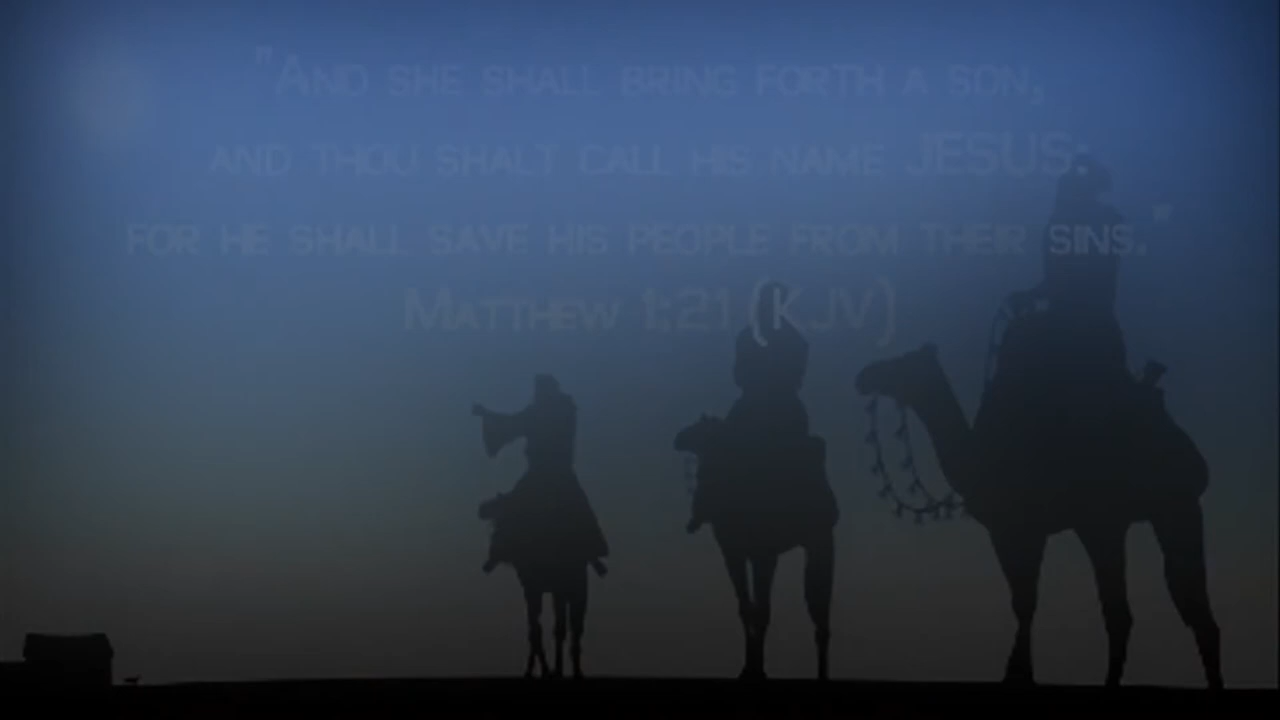 "And she shall bring forth a son,
and thou shalt call his name JESUS:
for he shall save his people from their sins."
Matthew 1:21 (KJV)